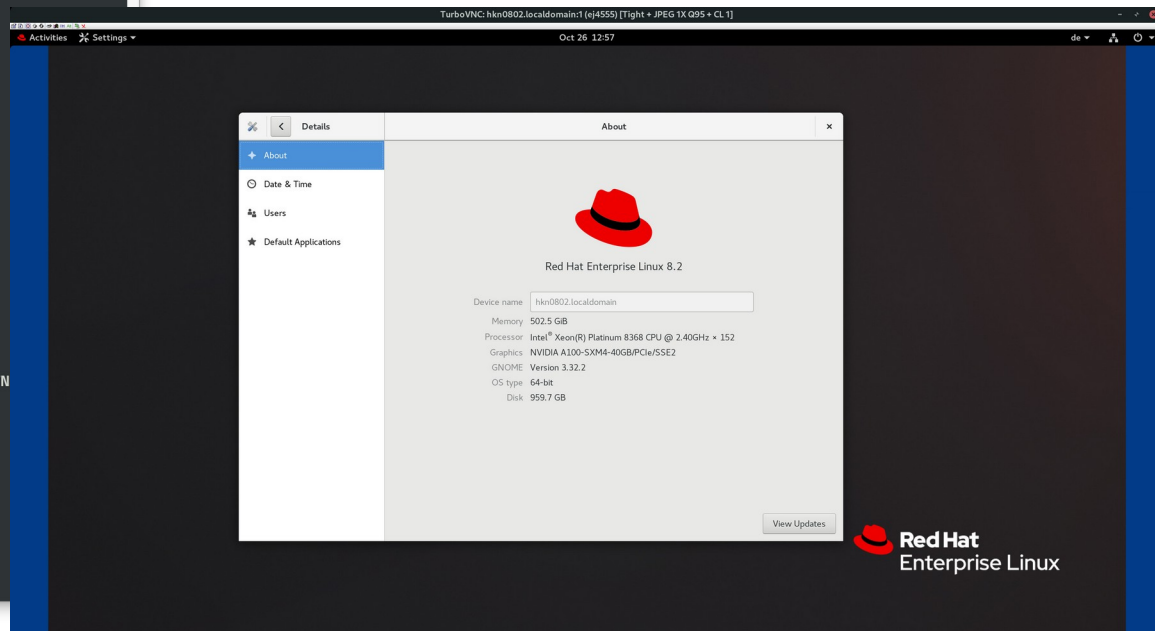 TurboVNC: hkn0802.localdomain:1 (ej4555) [Tight + JPEG 1X Q95 + CL 1]
Activities Settings Oct 26 12:57 de
Details About
About
Date & Time
Users
Default Applications
Red Hat Enterprise Linux 8.2
Device name hkn0802.localdomain
Memory 502.5 GiB
Processor Intel® Xeon(R) Platinum 8368 CPU @ 2.40GHz × 152
Graphics NVIDIA A100-SXM4-40GB/PCIe/SSE2
GNOME Version 3.32.2
OS type 64-bit
Disk 959.7 GB
N
View Updates
Red Hat
Enterprise Linux